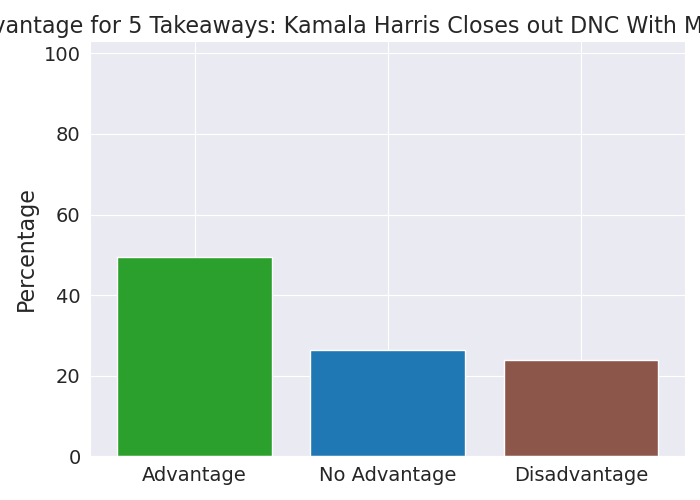 vantage for 5 Takeaways: Kamala Harris Closes out DNC With M
100
80
60
40
20
0
Percentage
Advantage No Advantage Disadvantage